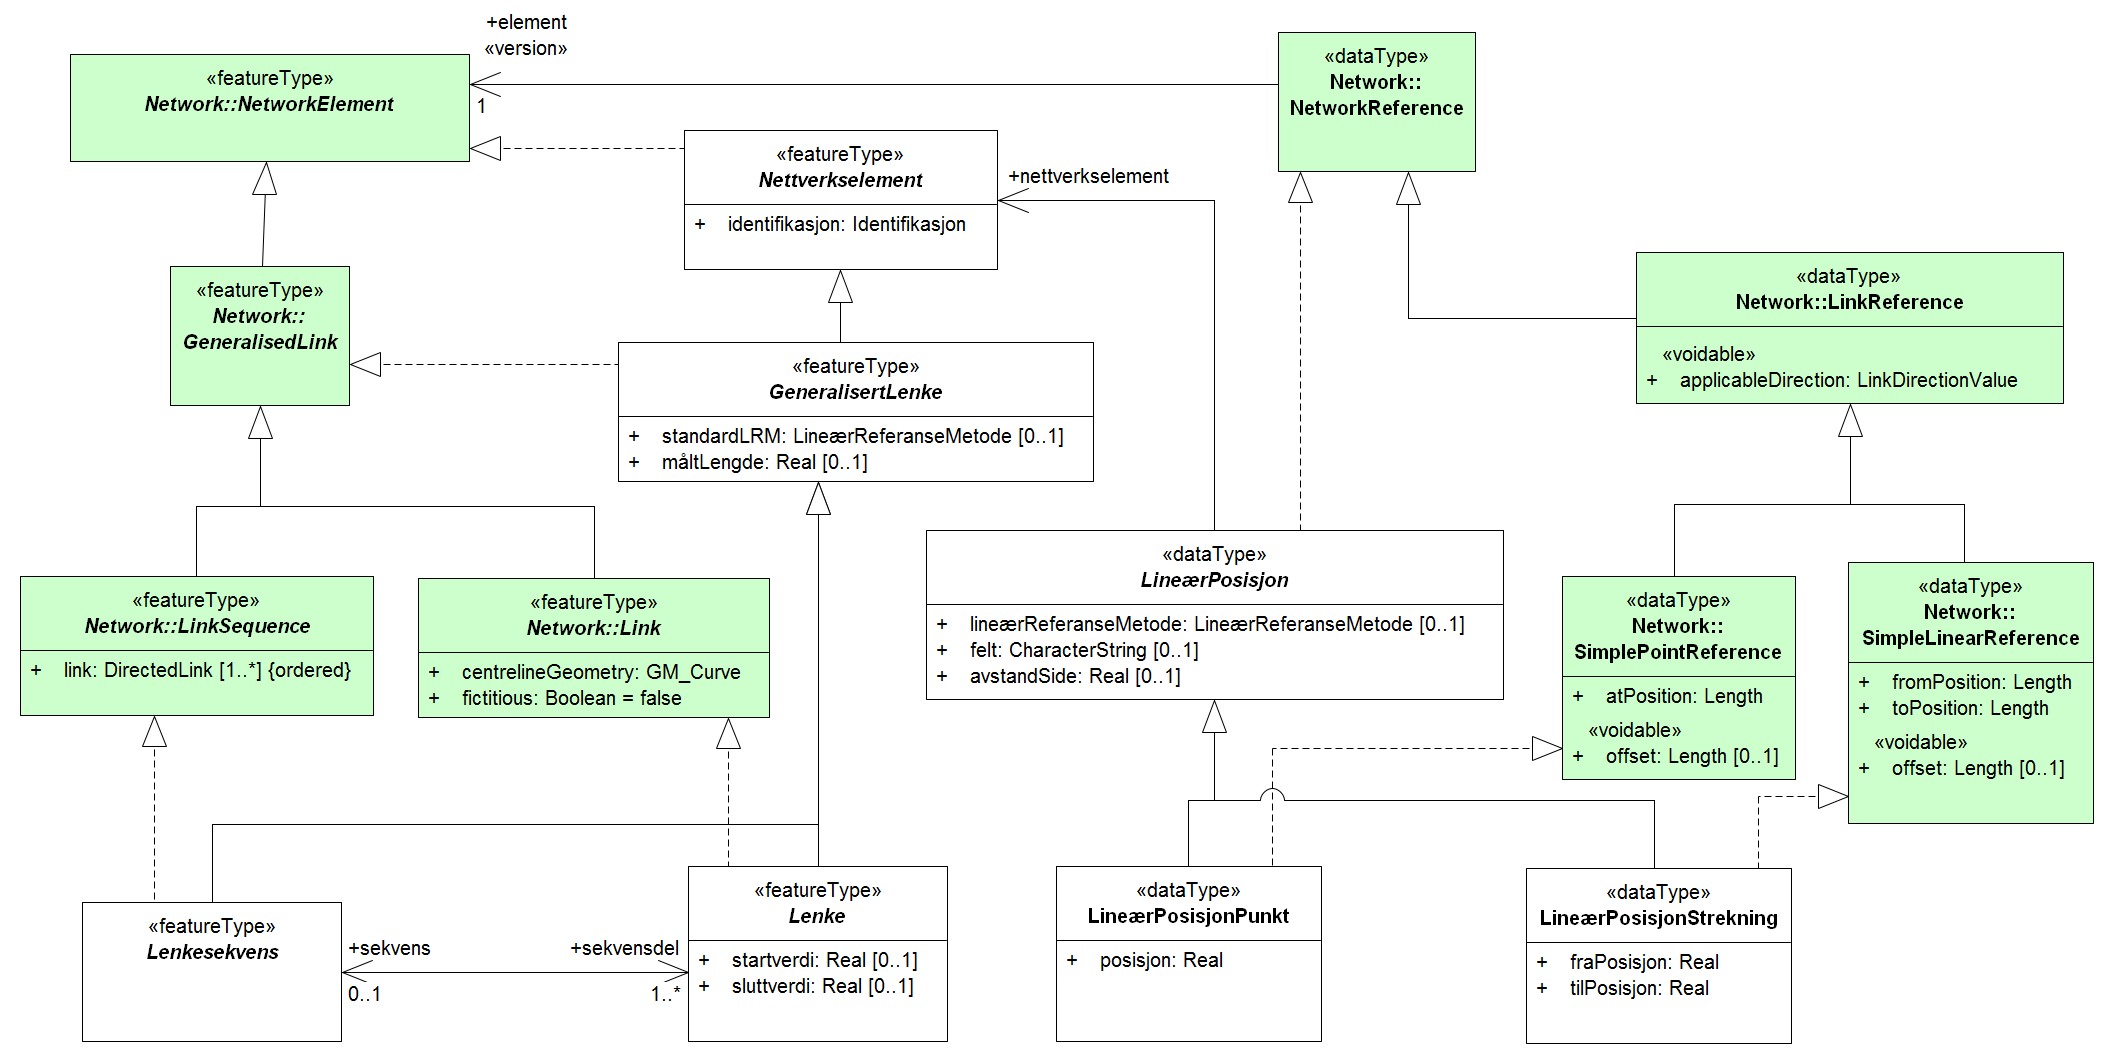 +element
«version»
1
«featureType»
Network::NetworkElement
«dataType»
Network::
NetworkReference
«featureType»
Nettverkselement
+ identifikasjon: Identifikasjon
+nettverkselement
«featureType»
Network::
GeneralisedLink
«dataType»
Network::LinkReference
«voidable»
+ applicableDirection: LinkDirectionValue
«featureType»
GeneralisertLenke
+ standardLRM: LineærReferanseMetode [0..1]
+ måltLengde: Real [0..1]
«featureType»
Network::LinkSequence
+ link: DirectedLink [1..*] {ordered}
«featureType»
Network::Link
+ centrelineGeometry: GM_Curve
+ fictitious: Boolean = false
«dataType»
LineærPosisjon
+ lineærReferanseMetode: LineærReferanseMetode [0..1]
+ felt: CharacterString [0..1]
+ avstandSide: Real [0..1]
«dataType»
Network::
SimplePointReference
+ atPosition: Length
«voidable»
+ offset: Length [0..1]
«dataType»
Network::
SimpleLinearReference
+ fromPosition: Length
+ toPosition: Length
«voidable»
+ offset: Length [0..1]
«featureType»
Lenkesekvens
+sekvens
0..1
+sekvensdel
1..*
«featureType»
Lenke
+ startverdi: Real [0..1]
+ sluttverdi: Real [0..1]
«dataType»
LineærPosisjonPunkt
+ posisjon: Real
«dataType»
LineærPosisjonStrekning
+ fraPosisjon: Real
+ tilPosisjon: Real